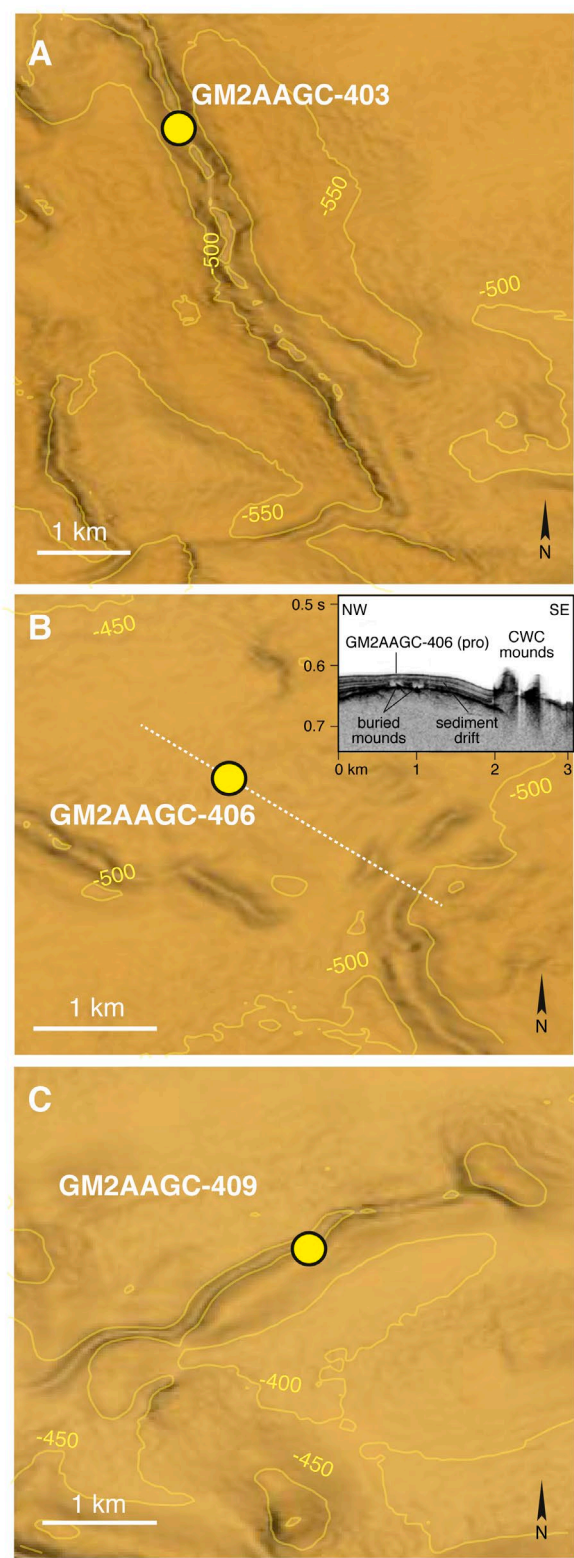 A
GM2AAGC-403
-550
-500
-500
-550
1 km
N
B
-450
0.5 s
NW
SE
GM2AAGC-406 (pro)
CWC
mounds
0.6
buried
mounds
sediment
drift
0.7
0 km
1
2
3
-500
GM2AAGC-406
-500
-500
1 km
N
C
GM2AAGC-409
-400
-450
-450
1 km
N